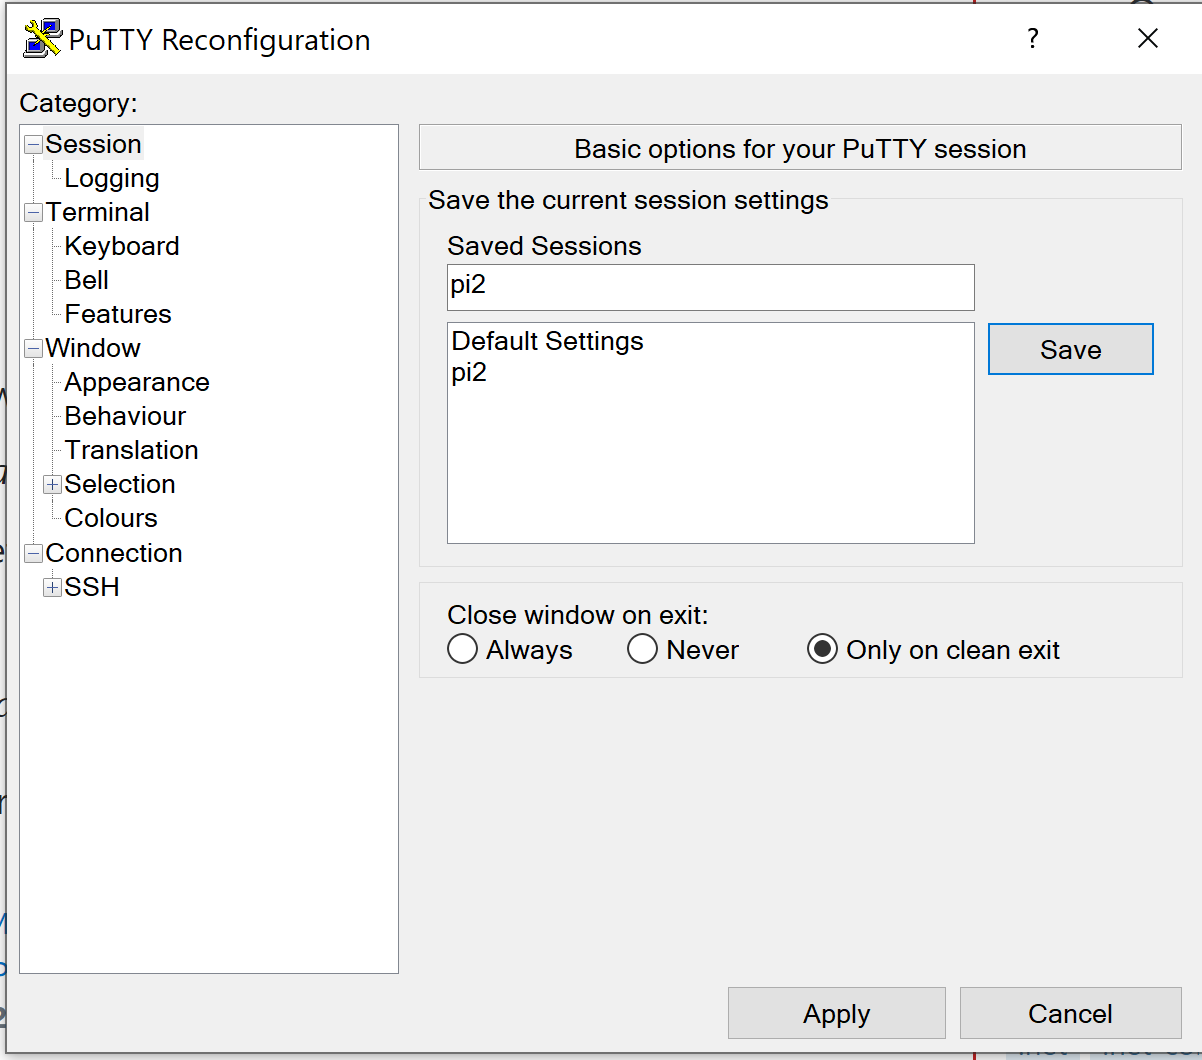 PuTTY Reconfiguration
?
Category:
Session
Logging
Terminal
Keyboard
Bell
Features
Window
Appearance
Behaviour
Translation
Selection
Colours
Connection
SSH
Basic options for your PuTTY session
Save the current session settings
Saved Sessions
pi2
Default Settings
pi2
Save
Close window on exit:
Always Never Only on clean exit
Apply Cancel